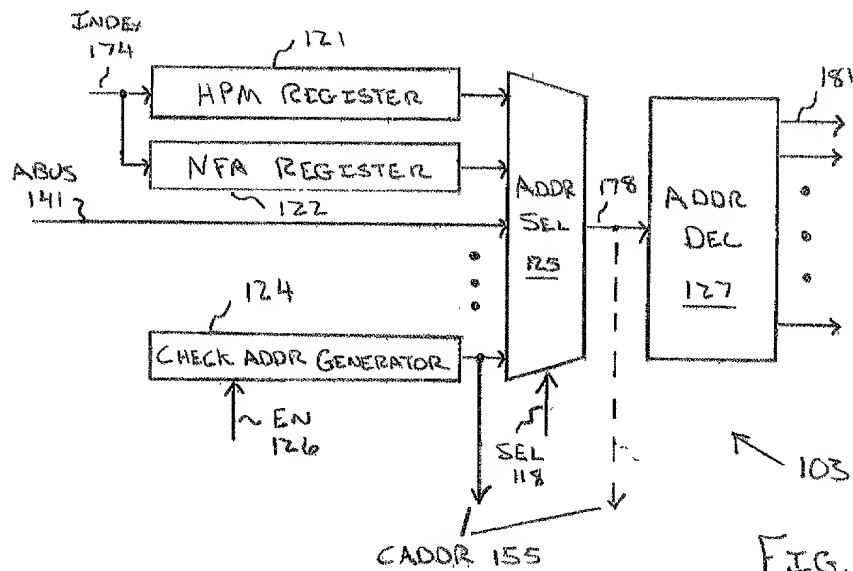 INDEX
174
121
HPM REGISTER
NFA REGISTER
122
ABUS
141
ADDR
SEL
125
178
ADDR
DEC
127
181
124
CHECK ADDR GENERATOR
EN
126
SEL
118
103
CADDR 155
FIG.